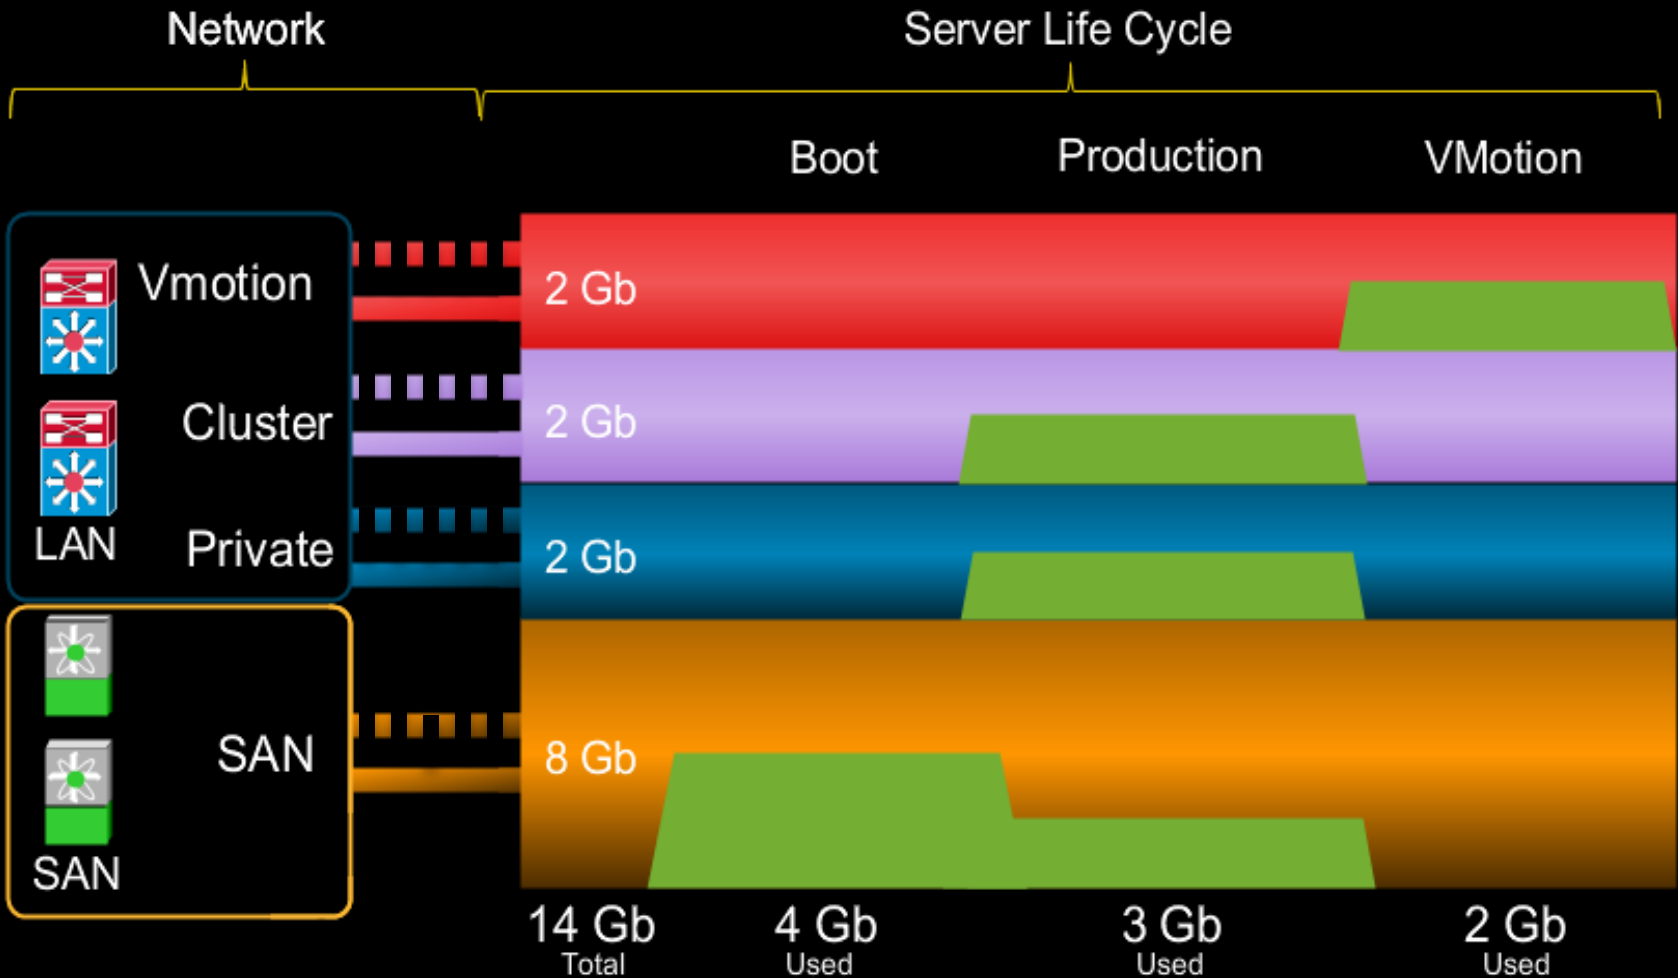 Network
Server Life Cycle
Boot
Production
VMotion
Vmotion
2 Gb
Cluster
2 Gb
LAN
Private
2 Gb
SAN
8 Gb
SAN
14 Gb
Total
4 Gb
Used
3 Gb
Used
2 Gb
Used